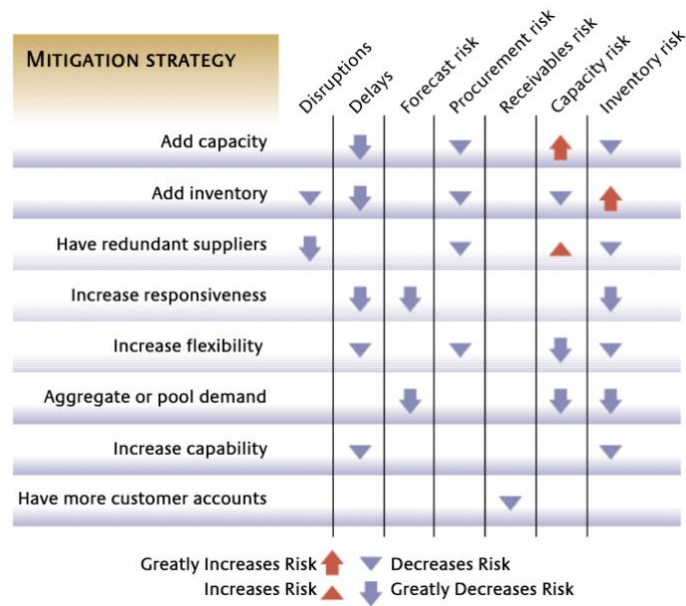 MITIGATION STRATEGY
Disruptions
Delays
Forecast risk
Procurement risk
Receivables risk
Capacity risk
Inventory risk
Add capacity
Add inventory
Have redundant suppliers
Increase responsiveness
Increase flexibility
Aggregate or pool demand
Increase capability
Have more customer accounts
Greatly Increases Risk Decreases Risk
Increases Risk Greatly Decreases Risk